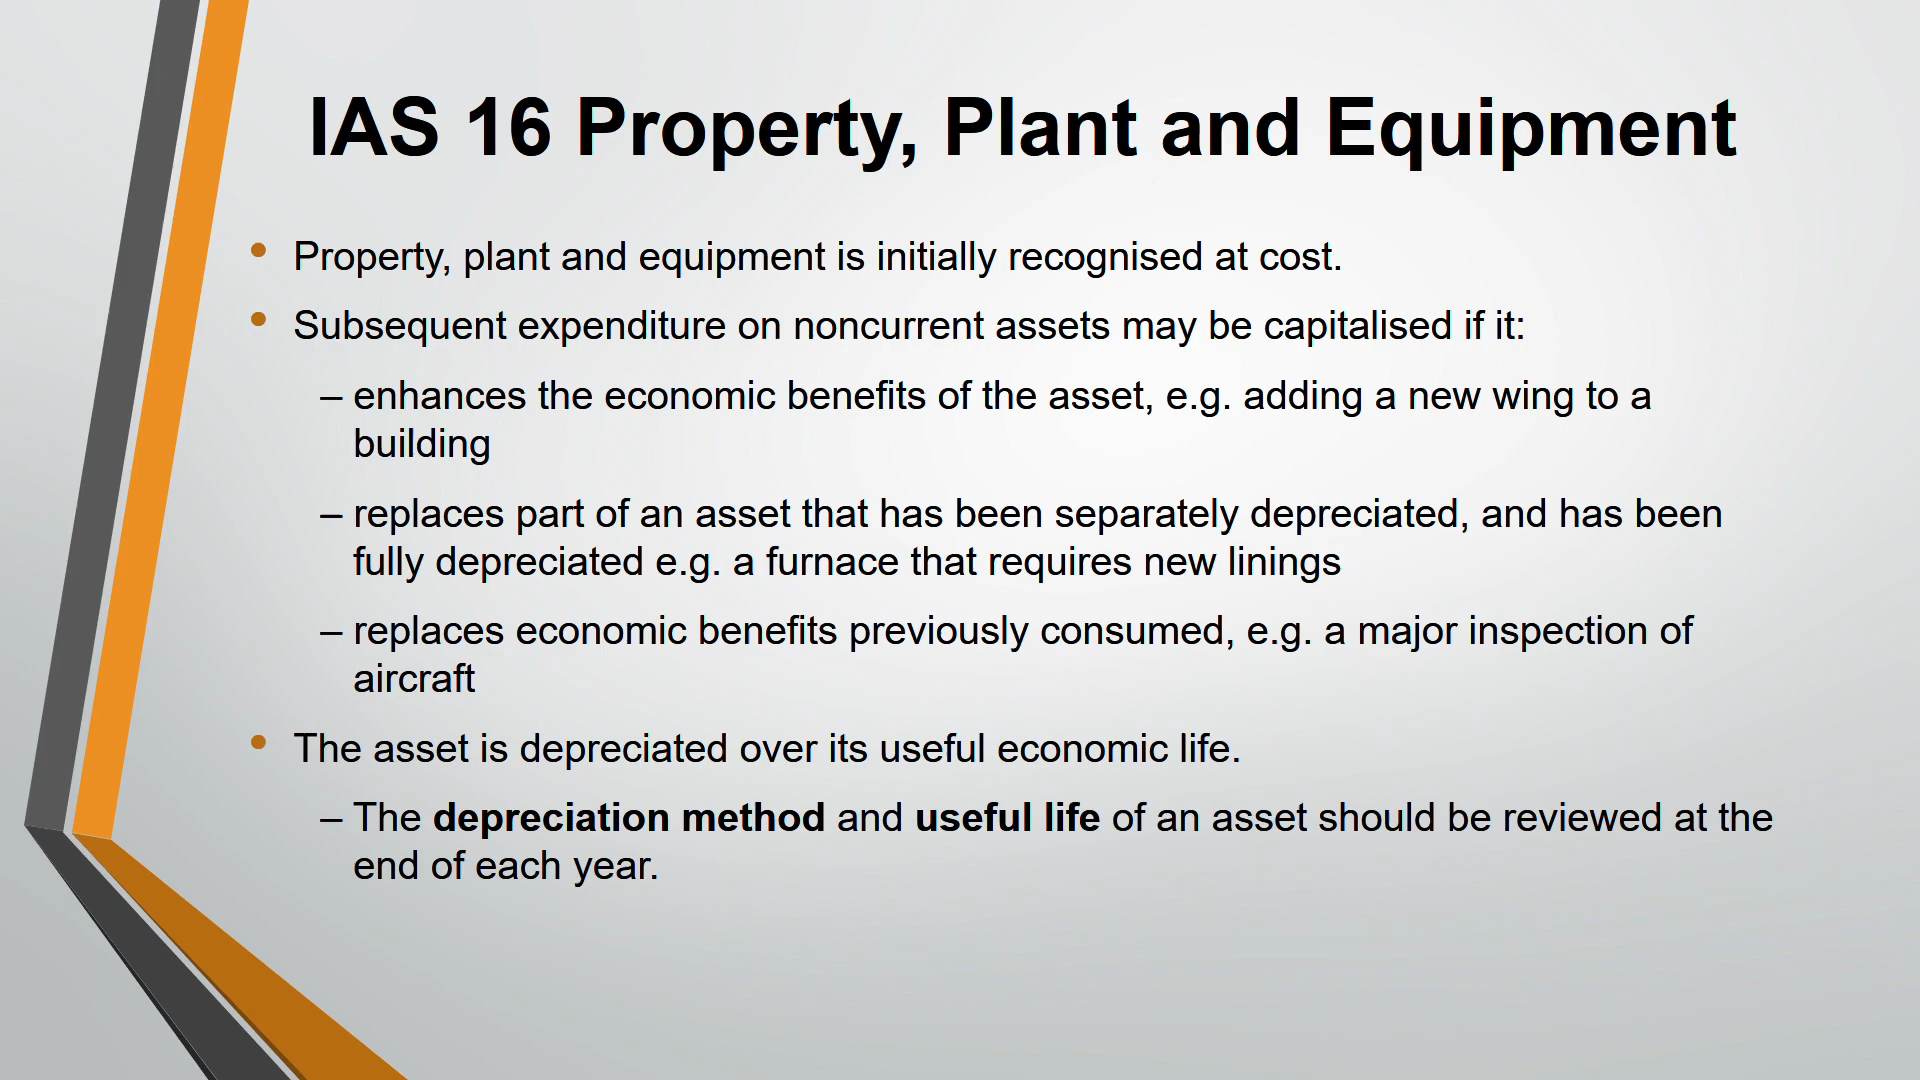 IAS 16 Property, Plant and Equipment
• Property, plant and equipment is initially recognised at cost.
• Subsequent expenditure on noncurrent assets may be capitalised if it:
– enhances the economic benefits of the asset, e.g. adding a new wing to a
building
– replaces part of an asset that has been separately depreciated, and has been
fully depreciated e.g. a furnace that requires new linings
– replaces economic benefits previously consumed, e.g. a major inspection of
aircraft
• The asset is depreciated over its useful economic life.
– The depreciation method and useful life of an asset should be reviewed at the
end of each year.